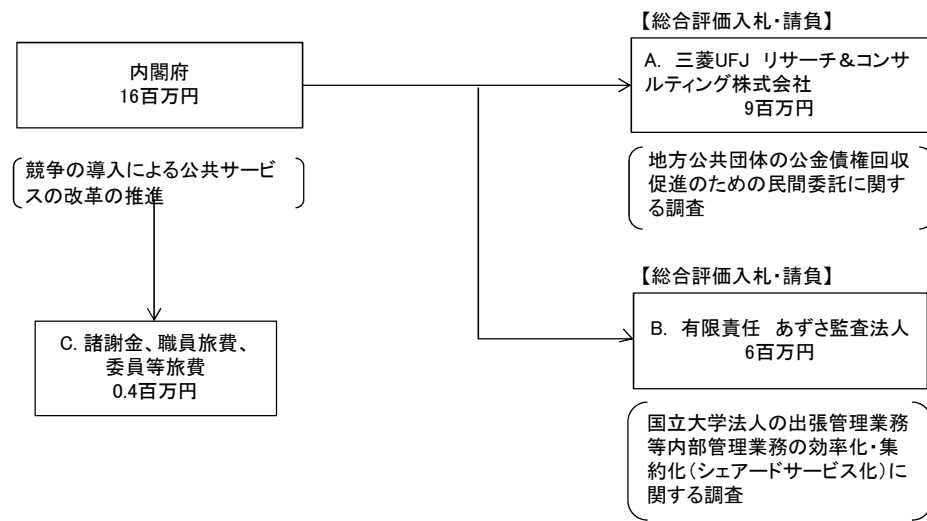 内閣府
16百万円
競争の導入による公共サービ
スの改革の推進
C. 諸謝金、職員旅費、
委員等旅費
0.4百万円
【総合評価入札・請負】
A. 三菱UFJ リサーチ＆コンサ
ルティング株式会社
9百万円
地方公共団体の公金債権回収
促進のための民間委託に関す
る調査
【総合評価入札・請負】
B. 有限責任 あずさ監査法人
6百万円
国立大学法人の出張管理業務
等内部管理業務の効率化・集
約化（シェアードサービス化）に
関する調査